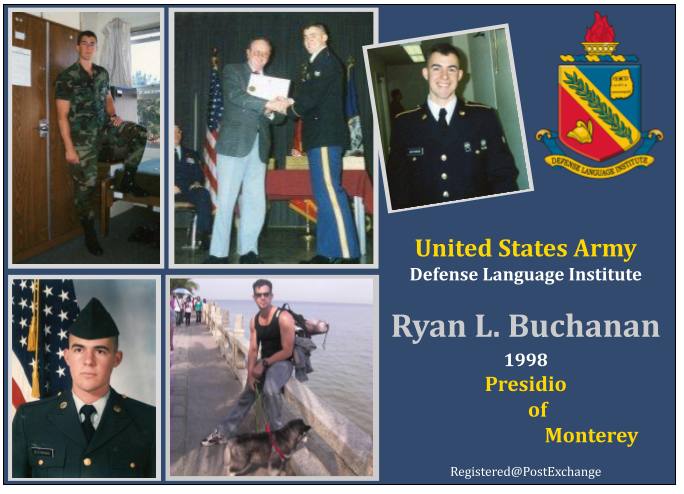 DEFENSE LANGUAGE INSTITUTE
United States Army
Defense Language Institute
Ryan L. Buchanan
1998
Presidio
of
Monterey
Registered@PostExchange